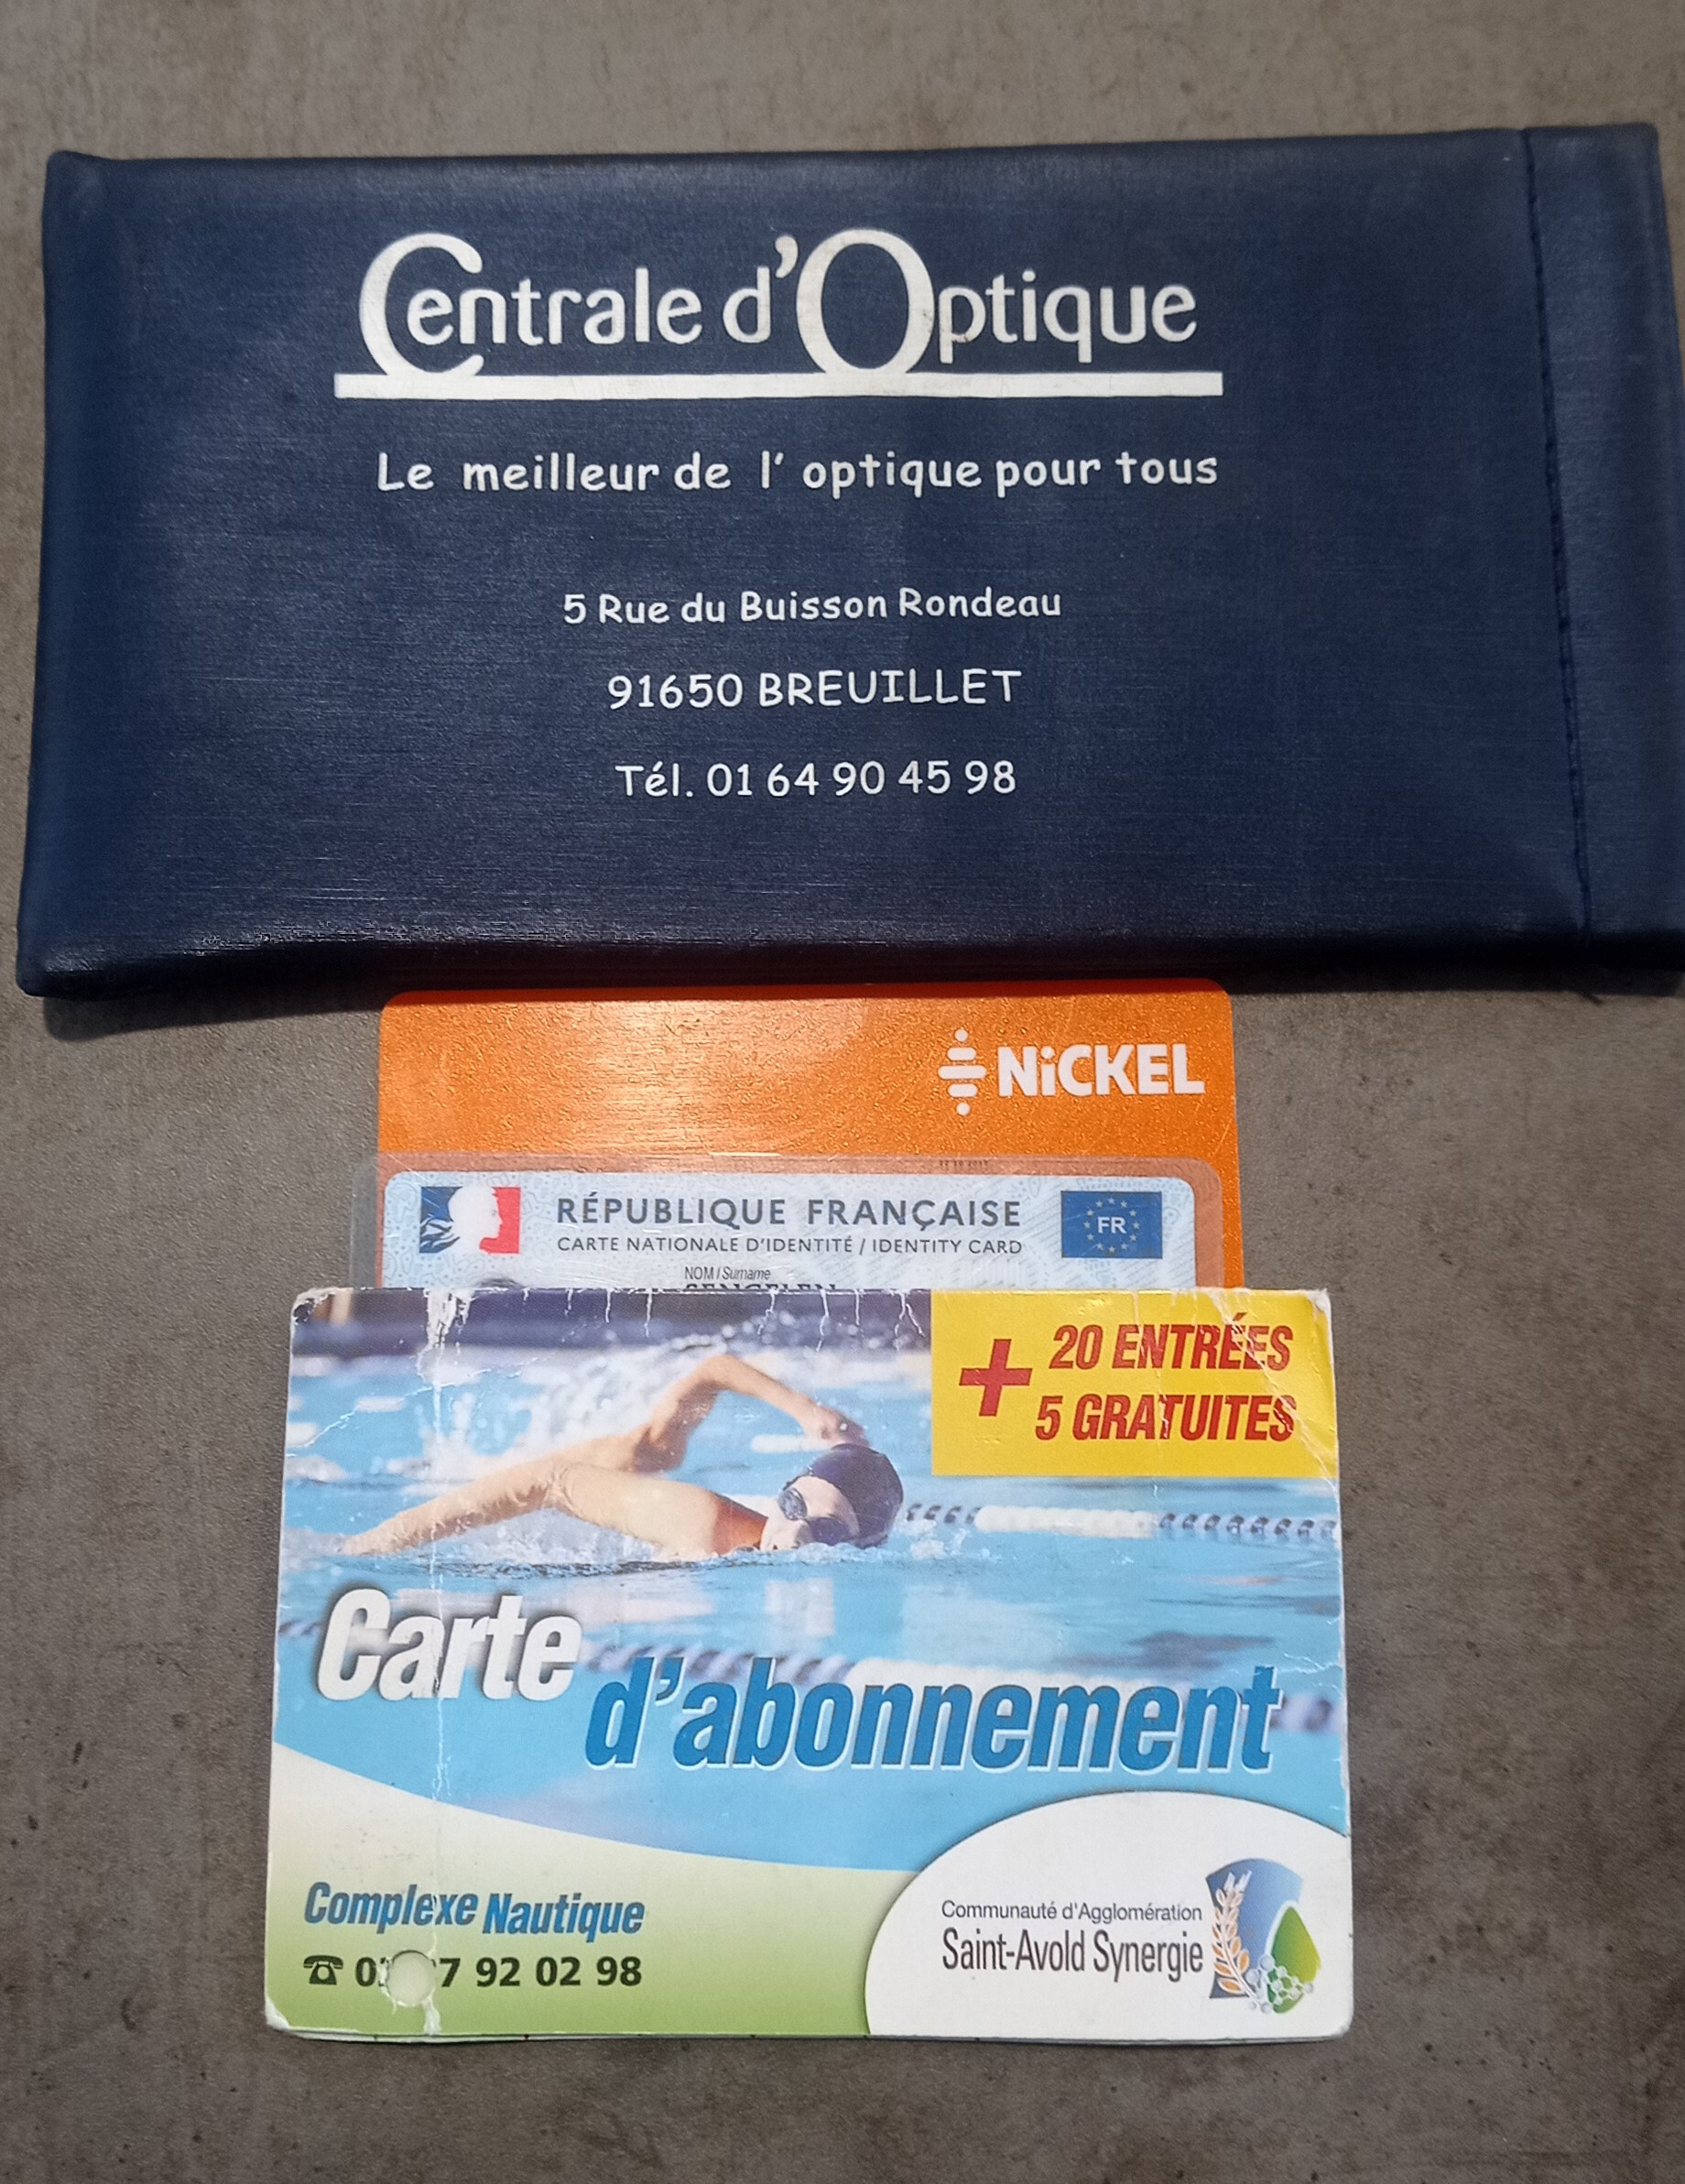 Centrale d'Optique
Le meilleur de l' optique pour tous
5 Rue du Buisson Rondeau
91650 BREUILLET
Tél. 01 64 90 45 98
NiCKEL
RÉPUBLIQUE FRANÇAISE
FR
CARTE NATIONALE D'IDENTITÉ / IDENTITY CARD
NOM / Surname
+ 20 ENTRÉES
5 GRATUITES
Carte
d'abonnement
Complexe Nautique
7 92 02 98
Communauté d'Agglomération
Saint-Avold Synergie